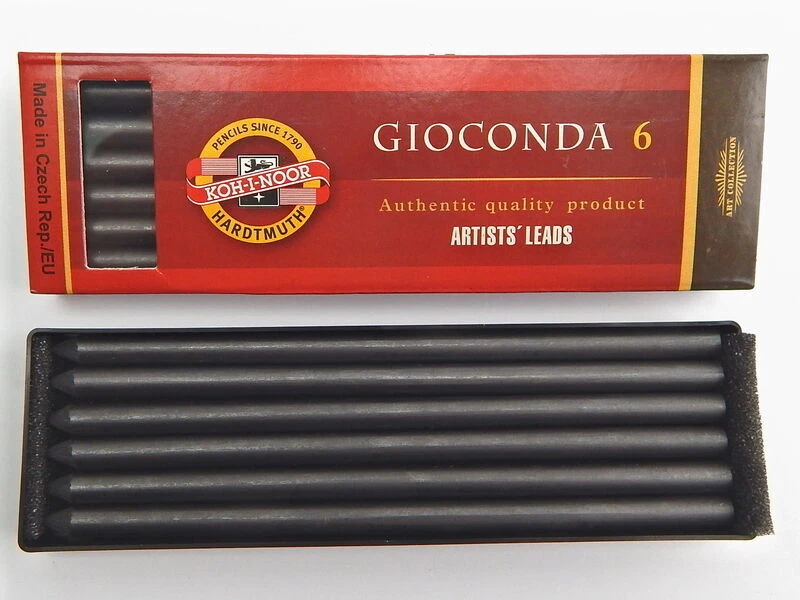 Made in Czech Rep./EU
PENCILS SINCE 1790
KOH-I-NOOR
HARDTMUTH®
GIOCONDA 6
Authentic quality product
ARTISTS´ LEADS
ART COLLECTION